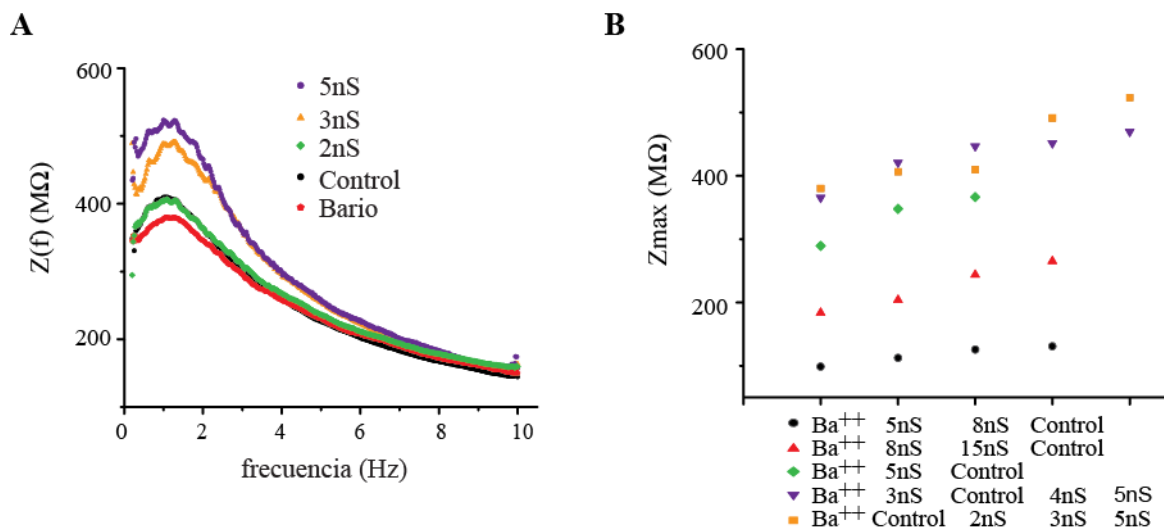 A
B
600
400
200
Z(f) (MΩ)
5nS
3nS
2nS
Control
Bario
0 2 4 6 8 10
frecuencia (Hz)
600
400
200
Zmax (MΩ)
Ba++ 5nS 8nS Control
Ba++ 8nS 15nS Control
Ba++ 5nS Control
Ba++ 3nS Control 4nS 5nS
Ba++ Control 2nS 3nS 5nS